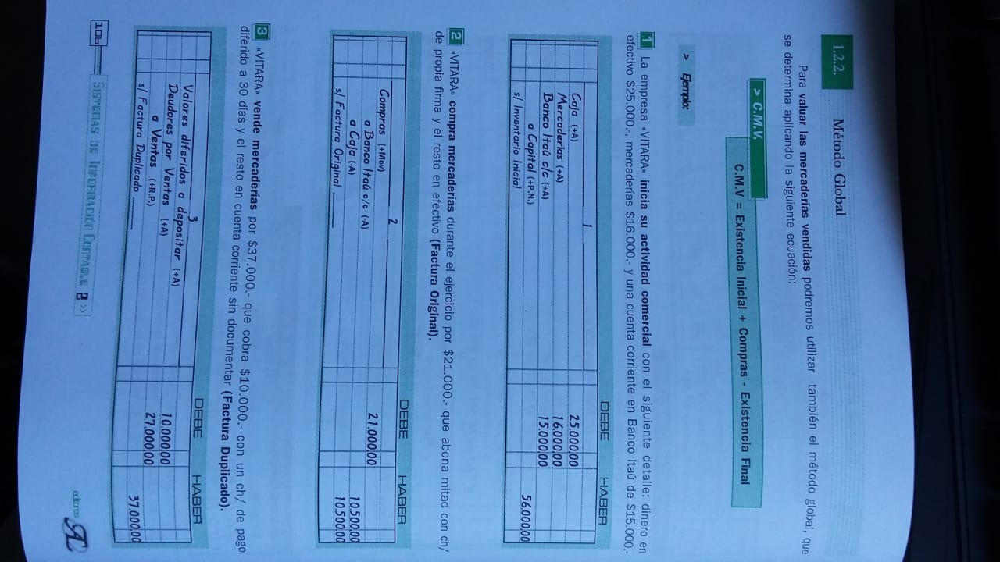 1.2.2. Método Global
Para valuar las mercaderías vendidas podremos utilizar también el método global, que
se determina aplicando la siguiente ecuación:
> C.M.V.
C.M.V = Existencia Inicial + Compras - Existencia Final
> Ejemplo:
1 La empresa «VITARA» inicia su actividad comercial con el siguiente detalle: dinero en
efectivo $25.000.-, mercaderías $16.000.- y una cuenta corriente en Banco Itaú de $15.000.-
DEBE HABER
1
Caja (+A) 25.000,00
Mercaderías (+A) 16.000,00
Banco Itaú c/c (+A) 15.000,00
a Capital (+P.N.) 56.000,00
s/ Inventario Inicial
2 «VITARA» compra mercaderías durante el ejercicio por $21.000.- que abona mitad con ch/
de propia firma y el resto en efectivo (Factura Original).
DEBE HABER
2
Compras (+Mov) 21.000,00
a Banco Itaú c/c (-A) 10.500,00
a Caja (-A) 10.500,00
s/ Factura Original
3 «VITARA» vende mercaderías por $37.000.- que cobra $10.000.- con un ch/ de pago
diferido a 30 días y el resto en cuenta corriente sin documentar (Factura Duplicado).
DEBE HABER
3
Valores diferidos a depositar (+A) 10.000,00
Deudores por Ventas (+A) 27.000,00
a Ventas (+R.P.) 37.000,00
s/ Factura Duplicado
106 Sistemas de Información Contable 2 >>
editores